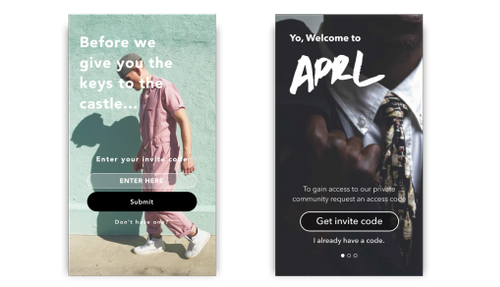 Before we
give you the
keys to the
castle...
Enter your invite code
ENTER HERE
Submit
Don't have one?
Yo, Welcome to
APRL
To gain access to our private
community request an access code
Get invite code
I already have a code.